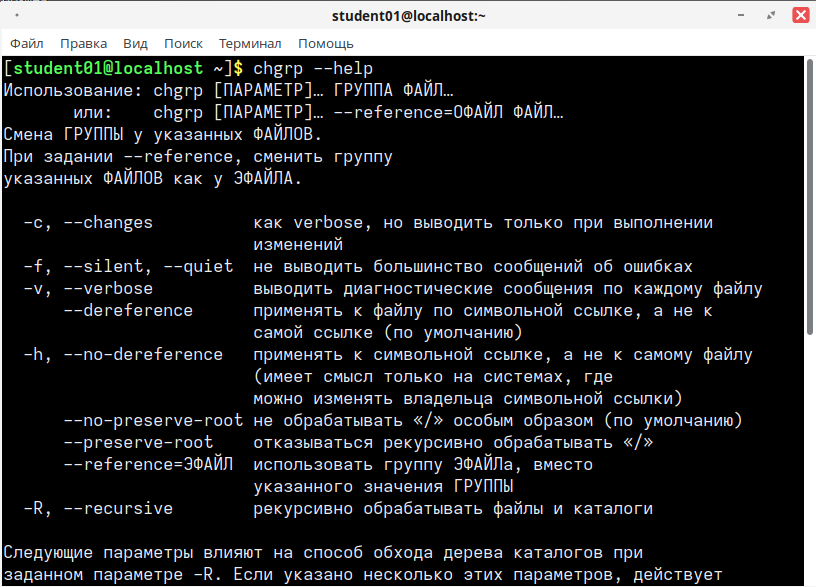 student01@localhost:~
Файл Правка Вид Поиск Терминал Помощь
[student01@localhost ~]$ chgrp --help
Использование: chgrp [ПАРАМЕТР]… ГРУППА ФАЙЛ…
или: chgrp [ПАРАМЕТР]… --reference=ОФАЙЛ ФАЙЛ…
Смена ГРУППЫ у указанных ФАЙЛОВ.
При задании --reference, сменить группу
указанных ФАЙЛОВ как у ЭФАЙЛА.
-c, --changes как verbose, но выводить только при выполнении
изменений
-f, --silent, --quiet не выводить большинство сообщений об ошибках
-v, --verbose выводить диагностические сообщения по каждому файлу
--dereference применять к файлу по символьной ссылке, а не к
самой ссылке (по умолчанию)
-h, --no-dereference применять к символьной ссылке, а не к самому файлу
(имеет смысл только на системах, где
можно изменять владельца символьной ссылки)
--no-preserve-root не обрабатывать «/» особым образом (по умолчанию)
--preserve-root отказываться рекурсивно обрабатывать «/»
--reference=ЭФАЙЛ использовать группу ЭФАЙЛа, вместо
указанного значения ГРУППЫ
-R, --recursive рекурсивно обрабатывать файлы и каталоги
Следующие параметры влияют на способ обхода дерева каталогов при
заданном параметре -R. Если указано несколько этих параметров, действует